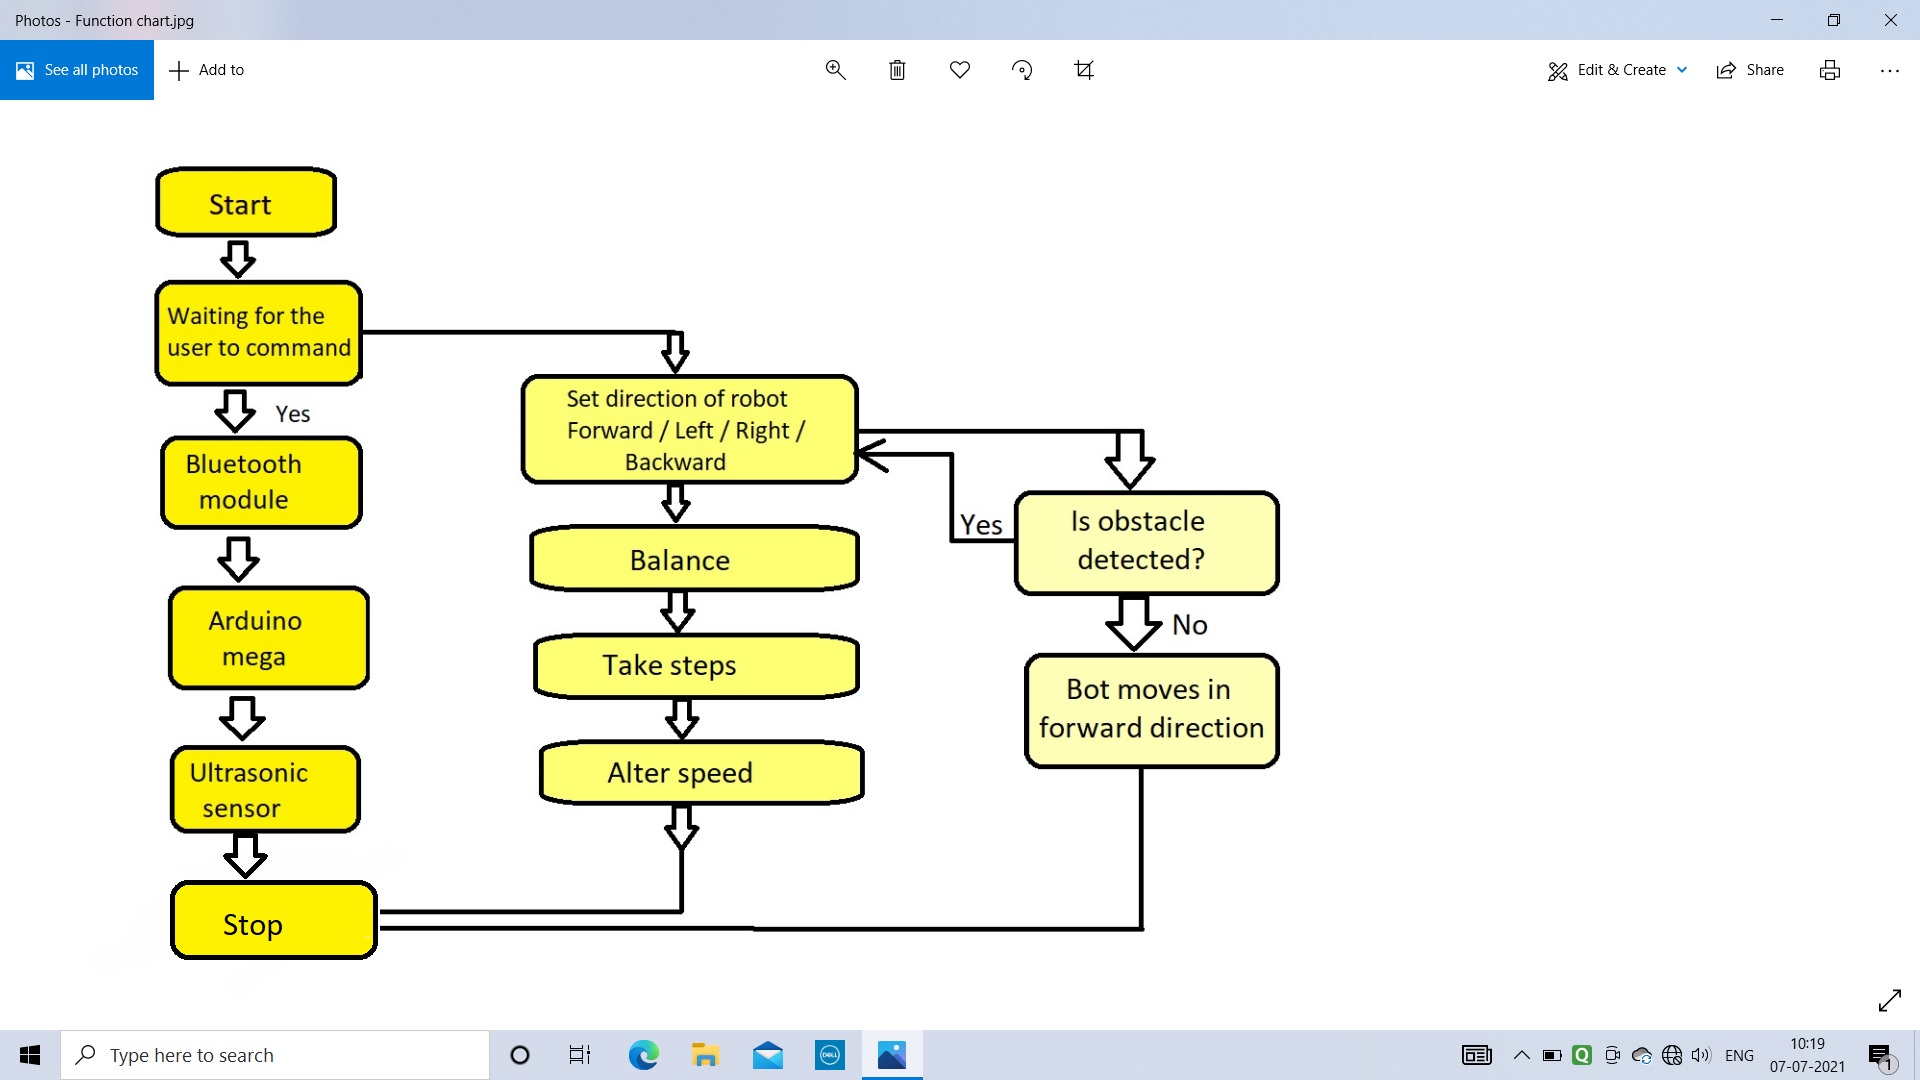 Photos - Function chart.jpg
See all photos
Add to
Edit & Create
Share
Start
Waiting for the
user to command
Yes
Bluetooth
module
Arduino
mega
Ultrasonic
sensor
Stop
Set direction of robot
Forward / Left / Right /
Backward
Balance
Take steps
Alter speed
Is obstacle
detected?
Yes
No
Bot moves in
forward direction
Type here to search
DELL
Q
ENG
10:19
07-07-2021
1